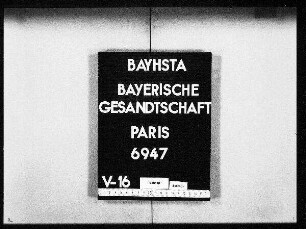 BAYHSTA
BAYERISCHE
GESANDTSCHAFT
PARIS
6947
V-16